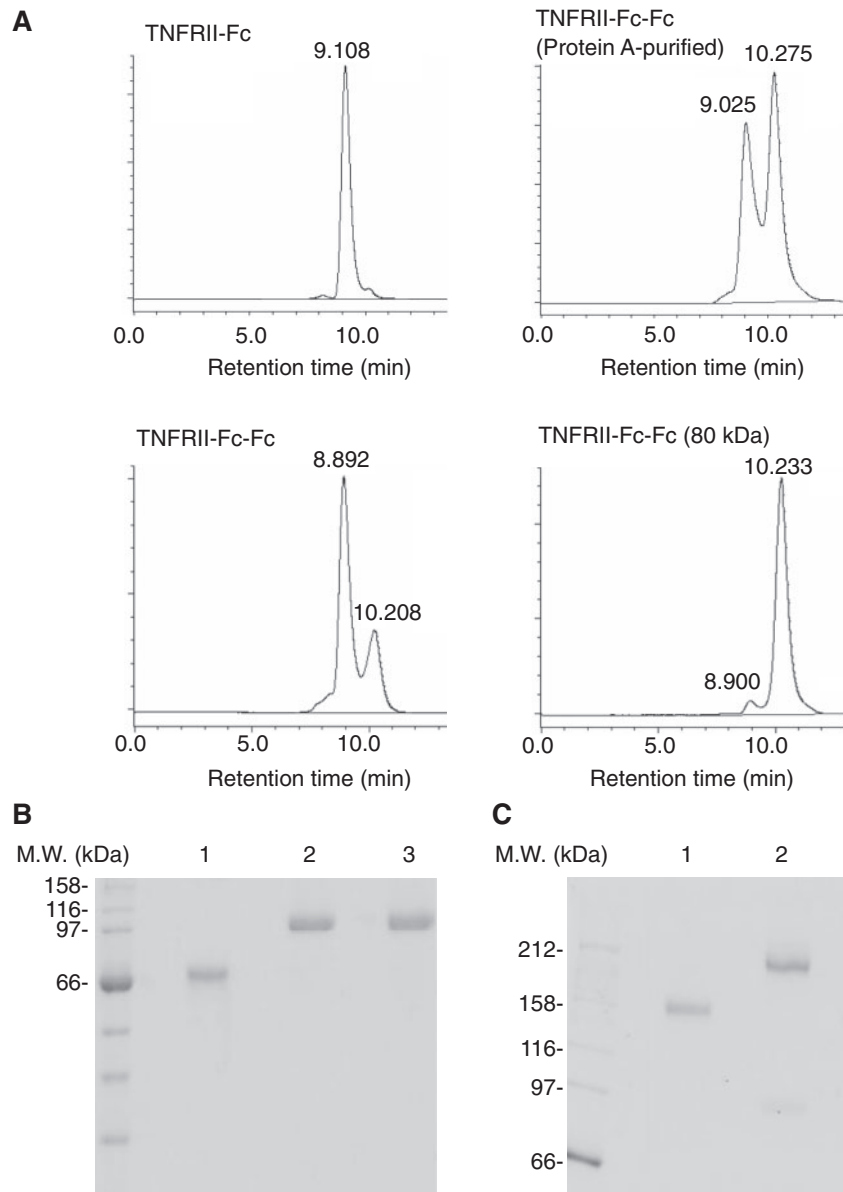 A
TNFRII-Fc
9.108
0.0 5.0 10.0
Retention time (min)
TNFRII-Fc-Fc
(Protein A-purified)
10.275
9.025
0.0 5.0 10.0
Retention time (min)
TNFRII-Fc-Fc
8.892
10.208
0.0 5.0 10.0
Retention time (min)
TNFRII-Fc-Fc (80 kDa)
10.233
8.900
0.0 5.0 10.0
Retention time (min)
B
M.W. (kDa) 1 2 3
158-
116-
97-
66-
C
M.W. (kDa) 1 2
212-
158-
116-
97-
66-